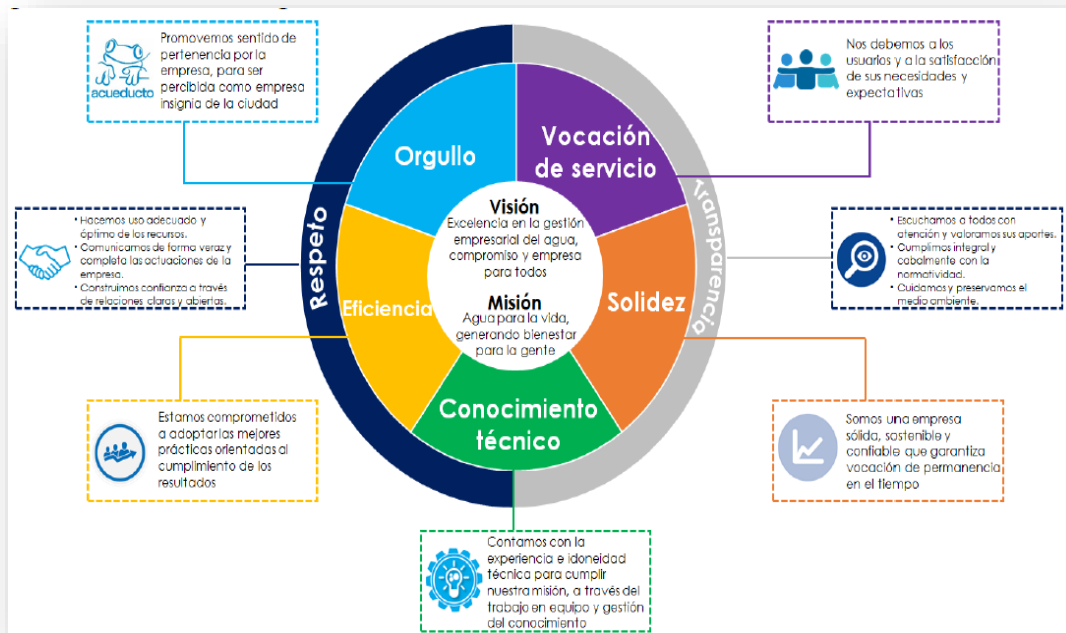 Promovemos sentido de
pertenencia por la
empresa, para ser
percibida como empresa
insignia de la ciudad
acueducto
Nos debemos a los
usuarios y a la satisfacción
de sus necesidades y
expectativas
Orgullo
Vocación
de servicio
Respeto
Transparencia
• Hacemos uso adecuado y
óptimo de los recursos.
• Comunicamos de forma veraz y
completa las actuaciones de la
empresa.
• Construimos confianza a través
de relaciones claras y abiertas.
Visión
Excelencia en la gestión
empresarial del agua,
compromiso y empresa
para todos
Misión
Agua para la vida,
generando bienestar
para la gente
• Escuchamos a todos con
atención y valoramos sus aportes.
• Cumplimos integral y
cabalmente con la
normatividad.
• Cuidamos y preservamos el
medio ambiente.
Eficiencia
Solidez
Conocimiento
técnico
Estamos comprometidos
a adoptar las mejores
prácticas orientadas al
cumplimiento de los
resultados
Somos una empresa
sólida, sostenible y
confiable que garantiza
vocación de permanencia
en el tiempo
Contamos con la
experiencia e idoneidad
técnica para cumplir
nuestra misión, a través del
trabajo en equipo y gestión
del conocimiento